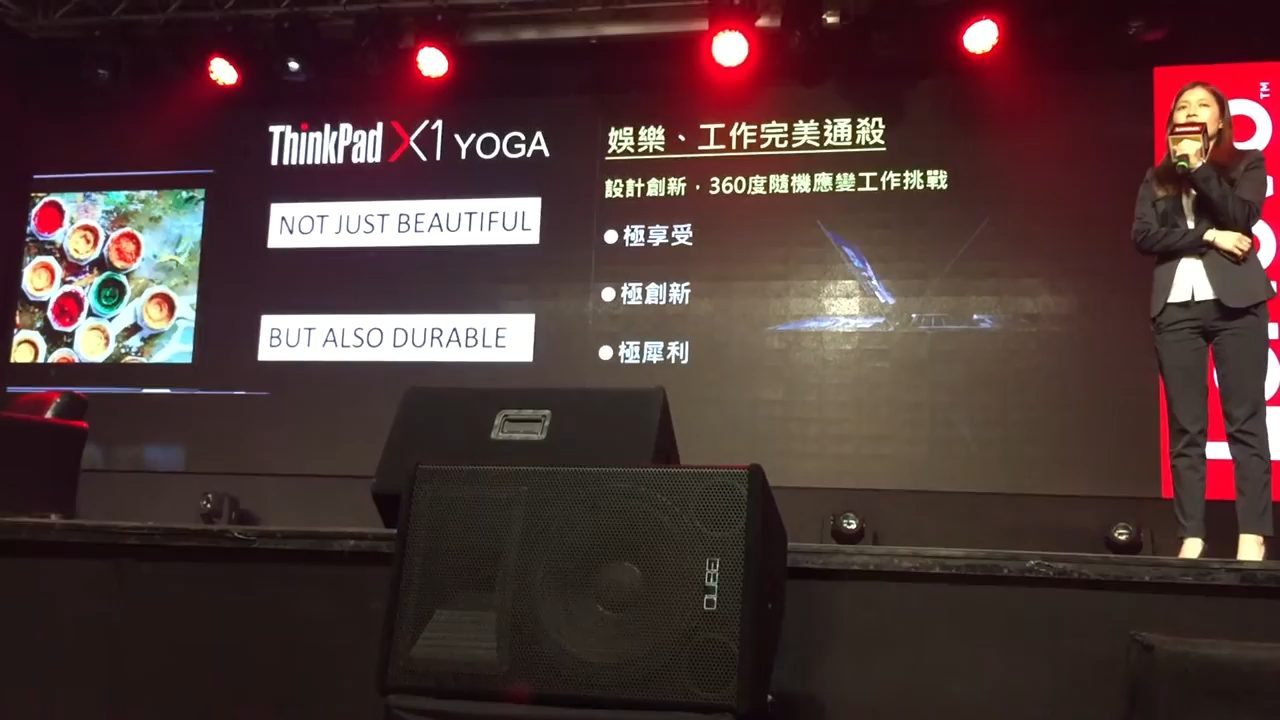 ThinkPad X1 YOGA
NOT JUST BEAUTIFUL
BUT ALSO DURABLE
娛樂、工作完美通殺
設計創新，360度隨機應變工作挑戰
●極享受
●極創新
●極犀利
TM